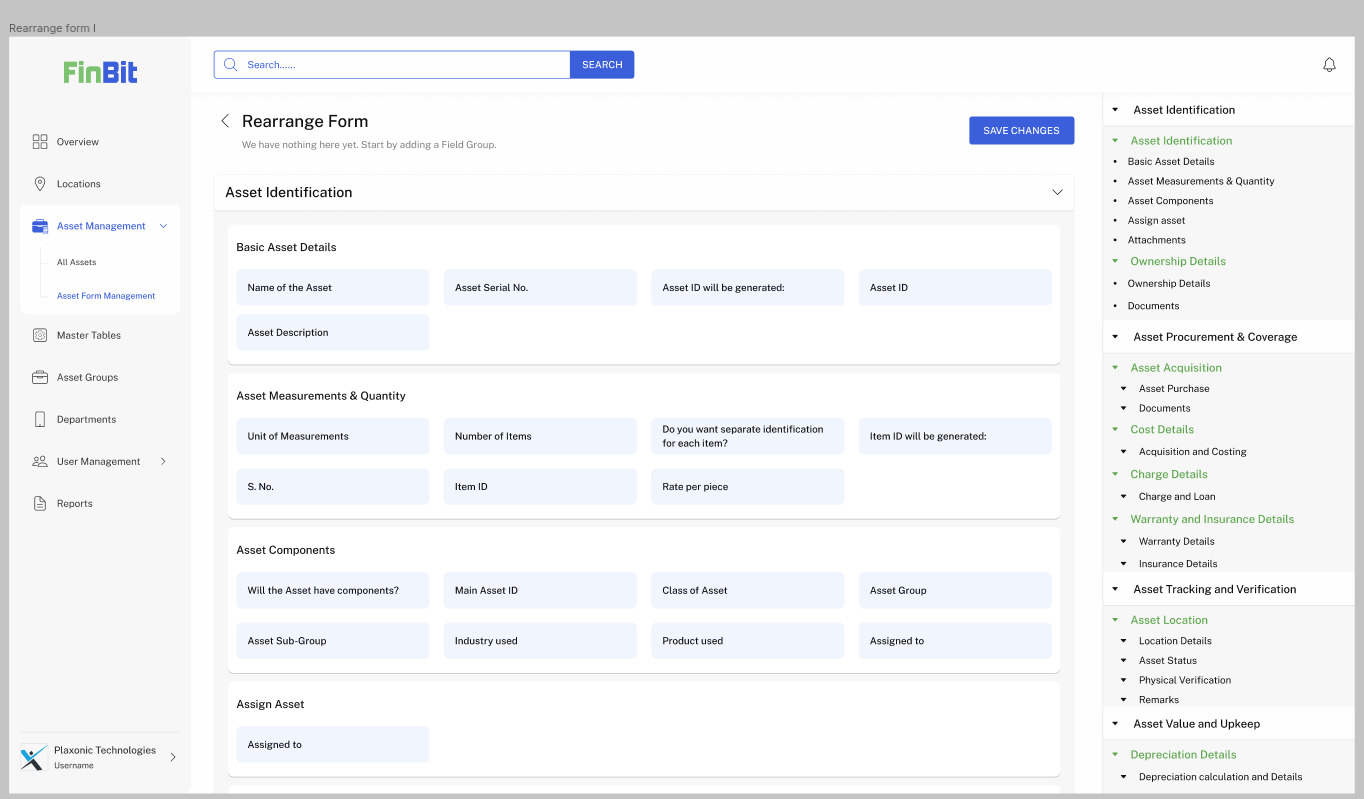 Rearrange form I
FinBit
Search......
SEARCH
Overview
Locations
Asset Management
All Assets
Asset Form Management
Master Tables
Asset Groups
Departments
User Management
Reports
Plaxonic Technologies
Username
Rearrange Form
We have nothing here yet. Start by adding a Field Group.
SAVE CHANGES
Asset Identification
Basic Asset Details
Name of the Asset
Asset Serial No.
Asset ID will be generated:
Asset ID
Asset Description
Asset Measurements & Quantity
Unit of Measurements
Number of Items
Do you want separate identification
for each item?
Item ID will be generated:
S. No.
Item ID
Rate per piece
Asset Components
Will the Asset have components?
Main Asset ID
Class of Asset
Asset Group
Asset Sub-Group
Industry used
Product used
Assigned to
Assign Asset
Assigned to
Asset Identification
Asset Identification
Basic Asset Details
Asset Measurements & Quantity
Asset Components
Assign asset
Attachments
Ownership Details
Ownership Details
Documents
Asset Procurement & Coverage
Asset Acquisition
Asset Purchase
Documents
Cost Details
Acquisition and Costing
Charge Details
Charge and Loan
Warranty and Insurance Details
Warranty Details
Insurance Details
Asset Tracking and Verification
Asset Location
Location Details
Asset Status
Physical Verification
Remarks
Asset Value and Upkeep
Depreciation Details
Depreciation calculation and Details